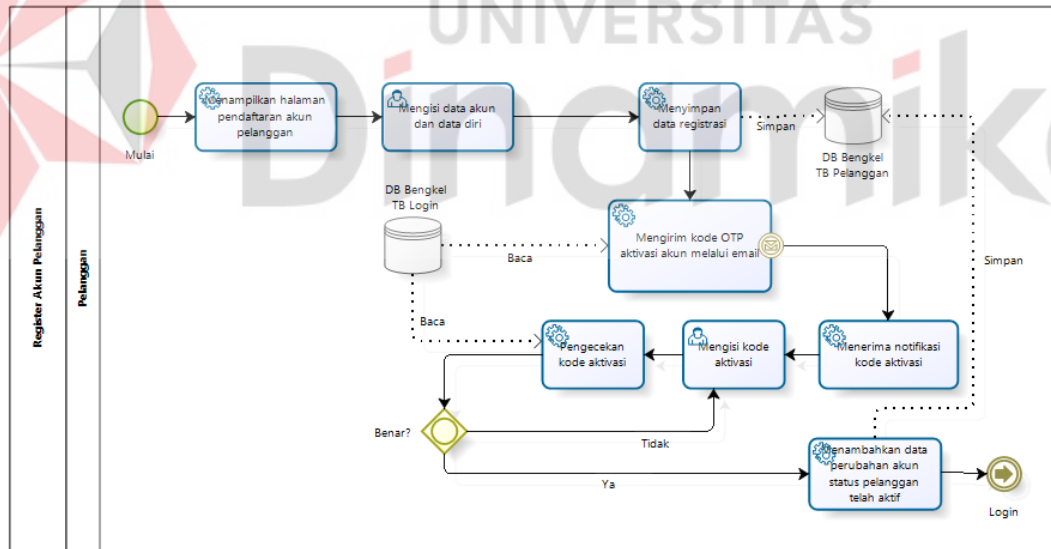 UNIVERSITAS
Dinamika
Register Akun Pelanggan
Pelanggan
Mulai
Menampilkan halaman
pendaftaran akun
pelanggan
Mengisi data akun
dan data diri
Menyimpan
data registrasi
Simpan
DB Bengkel
TB Pelanggan
DB Bengkel
TB Login
Baca
Mengirim kode OTP
aktivasi akun melalui email
Simpan
Baca
Pengecekan
kode aktivasi
Mengisi kode
aktivasi
Menerima notifikasi
kode aktivasi
Benar?
Tidak
Ya
Menambahkan data
perubahan akun
status pelanggan
telah aktif
Login